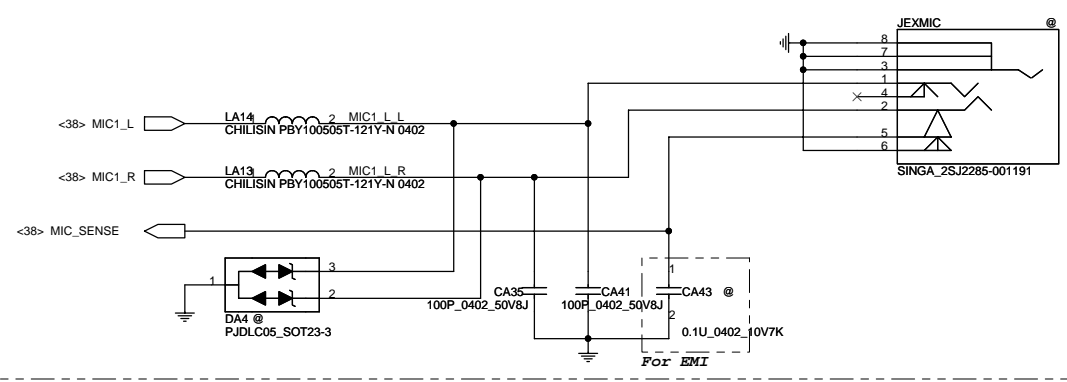 JEXMIC @
8
7
3
1
4
2
5
6
SINGA_2SJ2285-001191
<38> MIC1_L
LA14
1 2 MIC1_L_L
CHILISIN PBY100505T-121Y-N 0402
<38> MIC1_R
LA13
1 2 MIC1_L_R
CHILISIN PBY100505T-121Y-N 0402
<38> MIC_SENSE
1
3
2
DA4 @
PJDLC05_SOT23-3
CA35
100P_0402_50V8J
CA41
100P_0402_50V8J
1
CA43 @
2
0.1U_0402_10V7K
For EMI